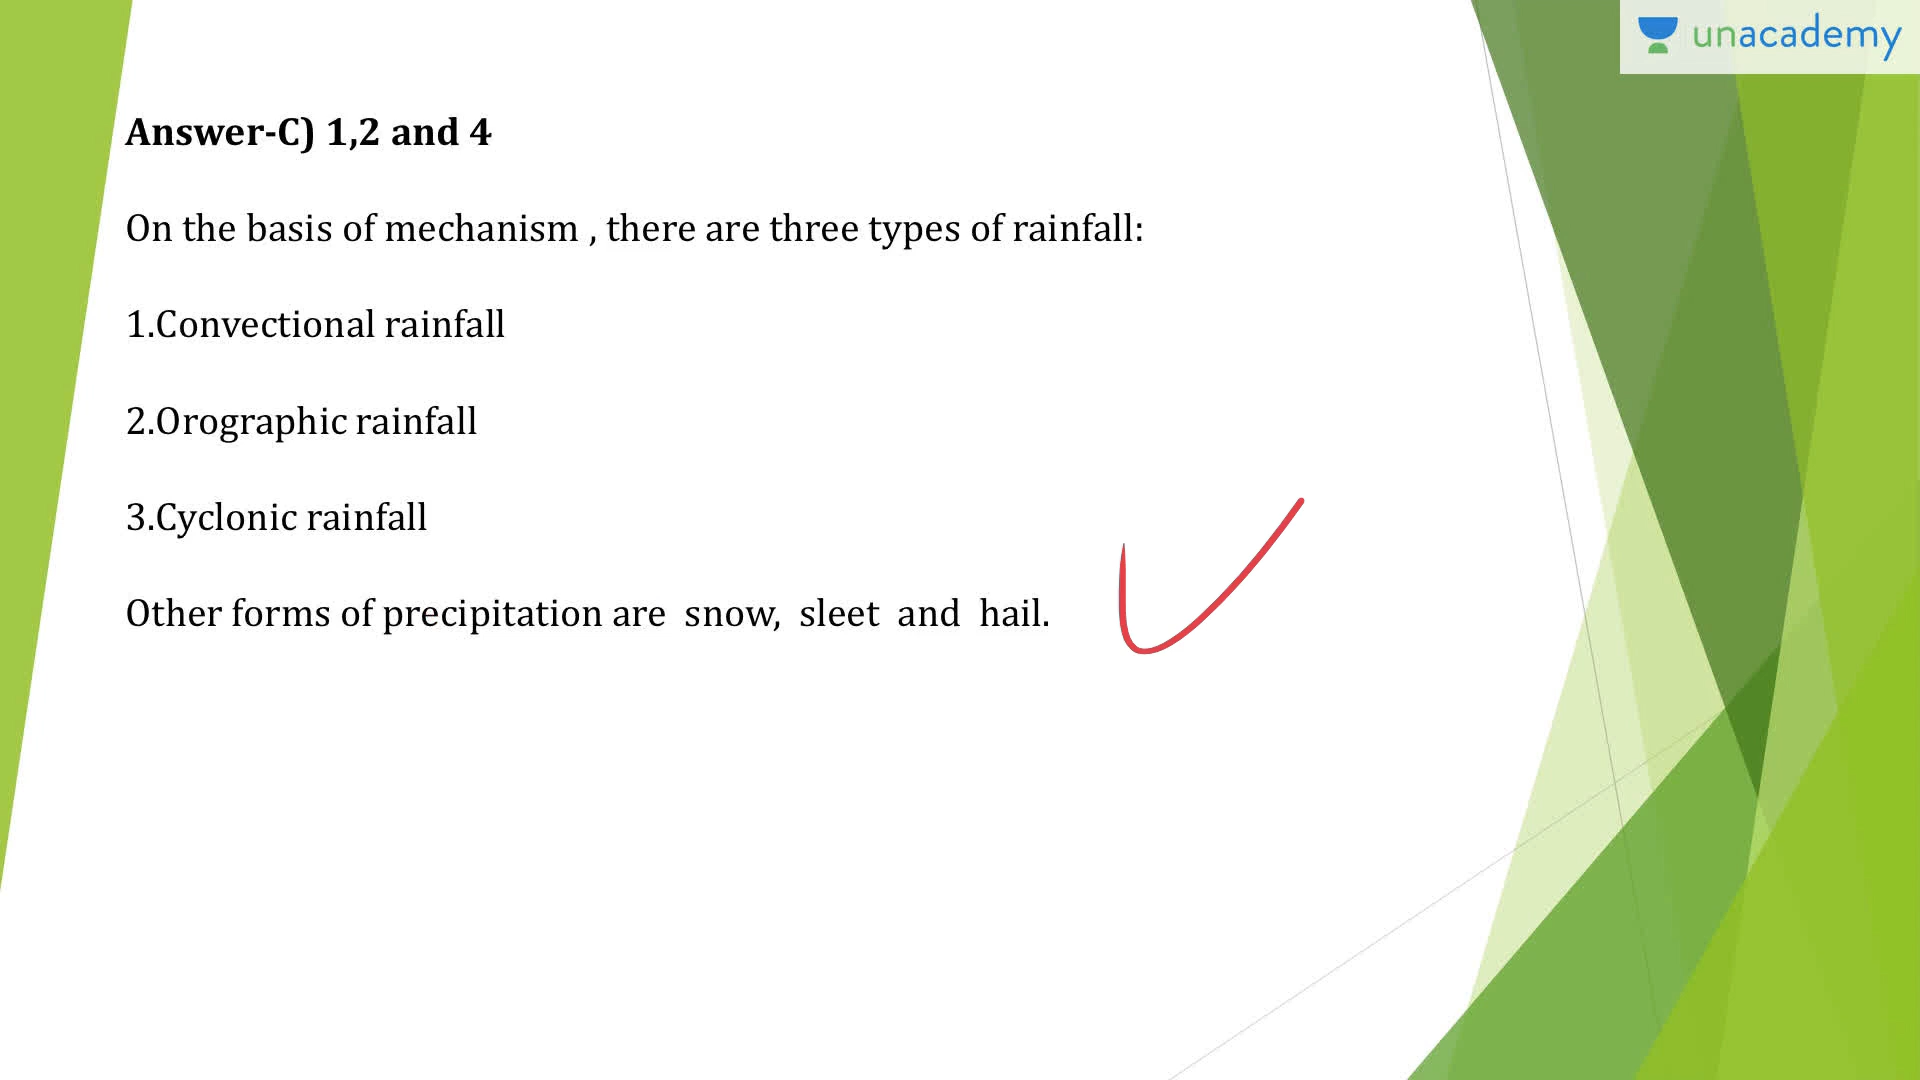 unacademy
Answer-C) 1,2 and 4
On the basis of mechanism , there are three types of rainfall:
1.Convectional rainfall
2.Orographic rainfall
3.Cyclonic rainfall
Other forms of precipitation are snow, sleet and hail.